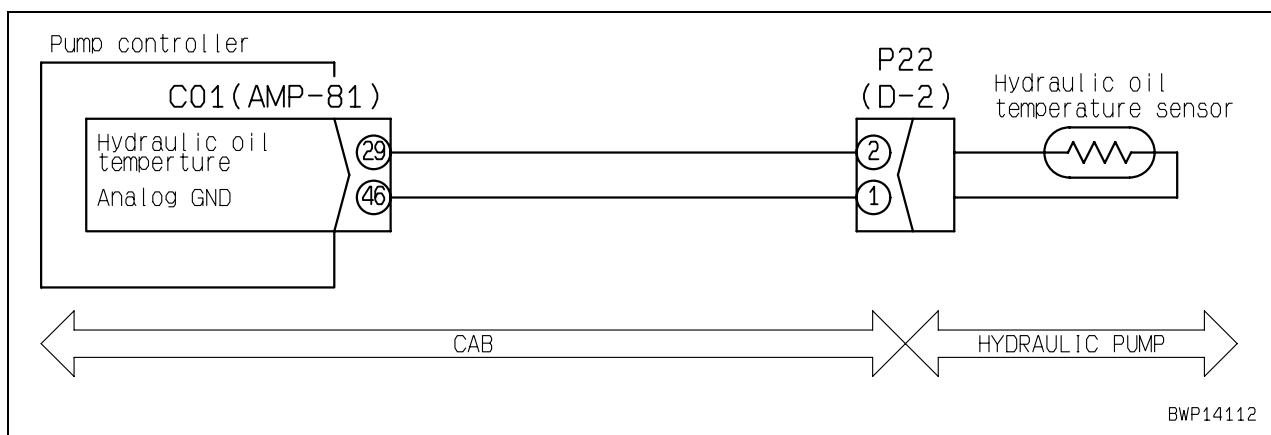 Pump controller
C01(AMP-81)
Hydraulic oil
temperture
Analog GND
29
46
P22
(D-2)
2
1
Hydraulic oil
temperature sensor
CAB
HYDRAULIC PUMP
BWP14112